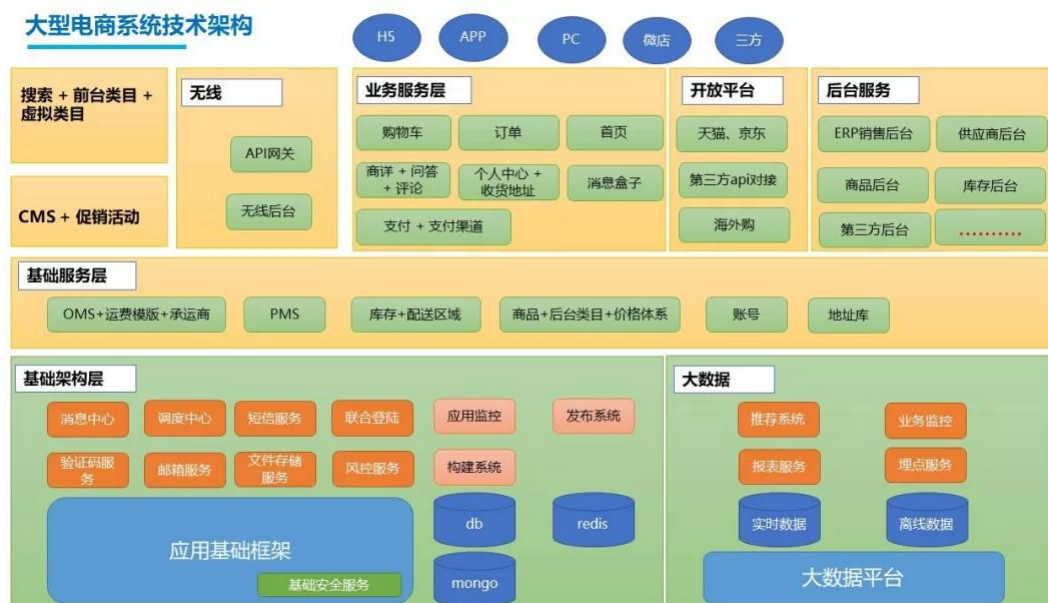 大型电商系统技术架构
H5
APP
PC
微店
三方
搜索 + 前台类目 +
虚拟类目
CMS + 促销活动
无线
API网关
无线后台
业务服务层
购物车
订单
首页
商详 + 问答
+ 评论
个人中心 +
收货地址
消息盒子
支付 + 支付渠道
开放平台
天猫、京东
第三方api对接
海外购
后台服务
ERP销售后台
供应商后台
商品后台
库存后台
第三方后台
..........
基础服务层
OMS+运费模版+承运商
PMS
库存+配送区域
商品+后台类目+价格体系
账号
地址库
基础架构层
消息中心
调度中心
短信服务
联合登陆
应用监控
发布系统
验证码服
务
邮箱服务
文件存储
服务
风控服务
构建系统
应用基础框架
基础安全服务
db
redis
mongo
大数据
推荐系统
业务监控
报表服务
埋点服务
实时数据
离线数据
大数据平台